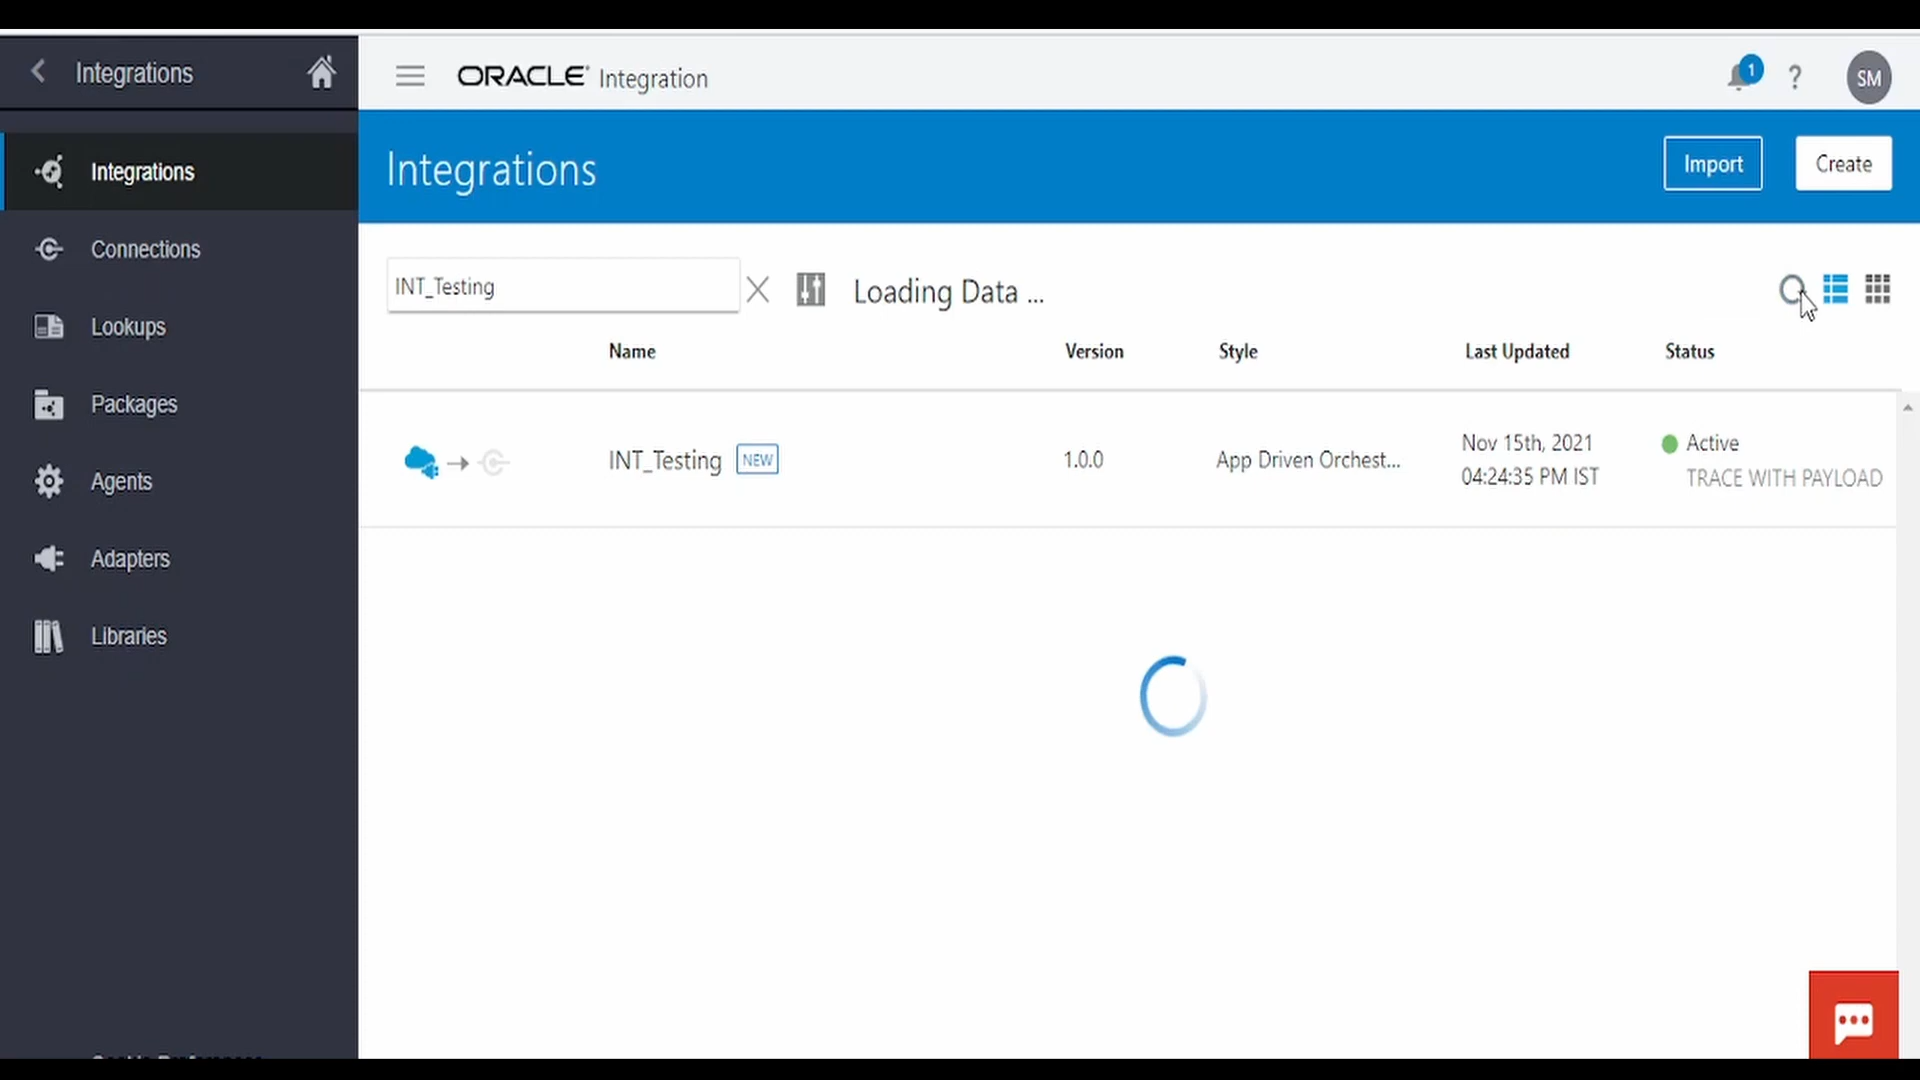 Integrations
ORACLE Integration
1
?
SM
Integrations
Integrations
Import
Create
Connections
INT_Testing
Loading Data ...
Lookups
Name
Version
Style
Last Updated
Status
Packages
INT_Testing
NEW
1.0.0
App Driven Orchest...
Nov 15th, 2021
04:24:35 PM IST
Active
TRACE WITH PAYLOAD
Agents
Adapters
Libraries